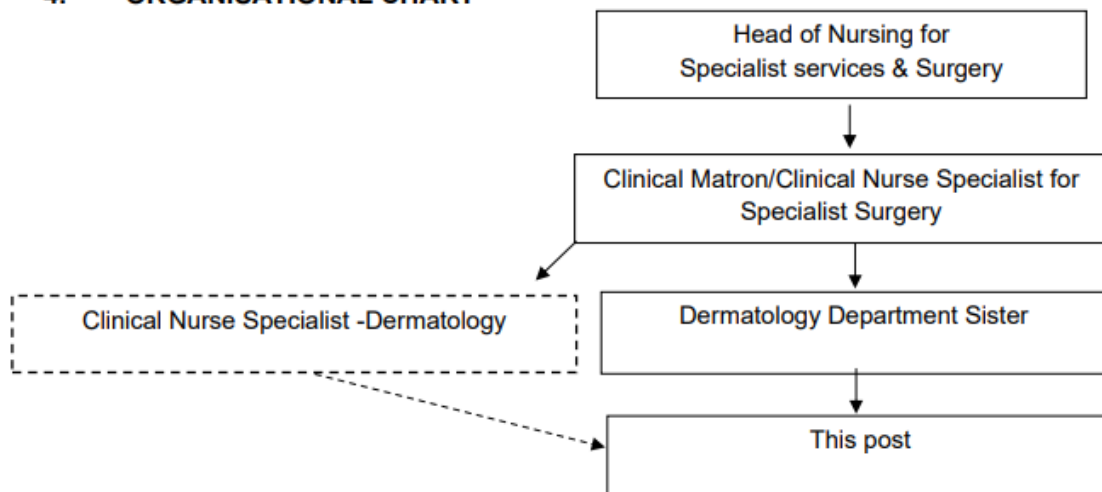 4. ORGANISATIONAL CHART
Head of Nursing for
Specialist services & Surgery
Clinical Matron/Clinical Nurse Specialist for
Specialist Surgery
Clinical Nurse Specialist -Dermatology
Dermatology Department Sister
This post